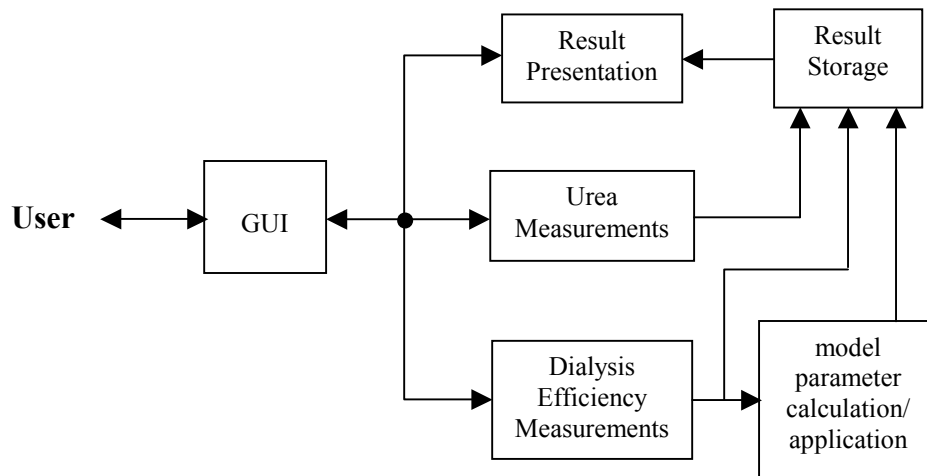 Result
Presentation
Result
Storage
User
GUI
Urea
Measurements
Dialysis
Efficiency
Measurements
model
parameter
calculation/
application